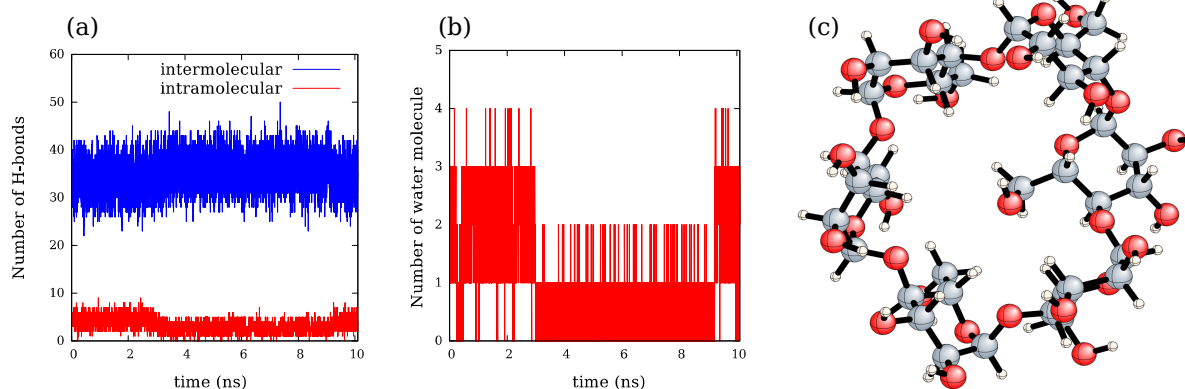 (a)
60
50
40
30
20
10
0
0 2 4 6 8 10
Number of H-bonds
time (ns)
intermolecular
intramolecular
(b)
5
4
3
2
1
0
0 2 4 6 8 10
Number of water molecule
time (ns)
(c)